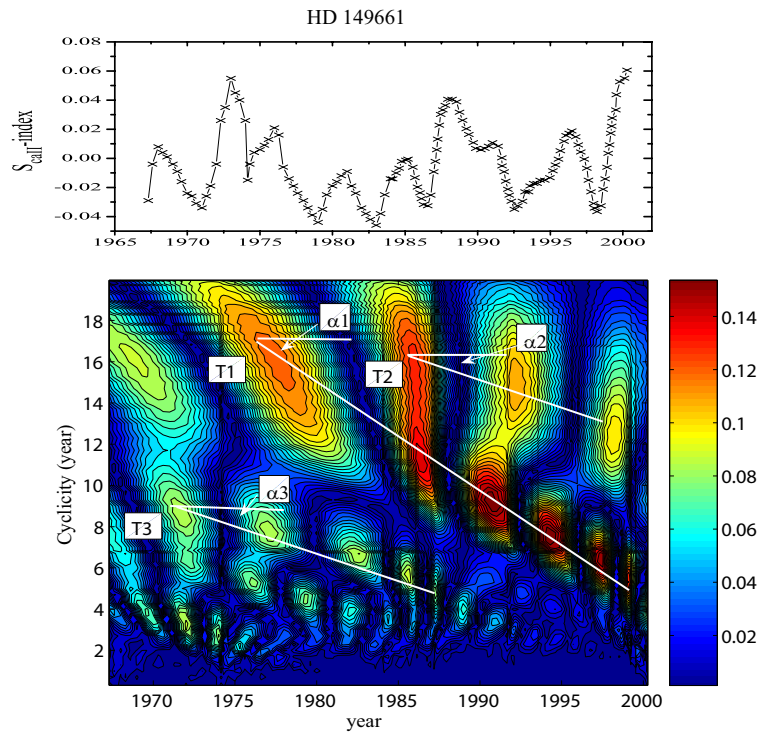 HD 149661
S_call-index
0.08
0.06
0.04
0.02
0.00
-0.02
-0.04
1965 1970 1975 1980 1985 1990 1995 2000
Cyclicity (year)
18
16
14
12
10
8
6
4
2
T1
α1
T2
α2
T3
α3
1970 1975 1980 1985 1990 1995 2000
year
0.14
0.12
0.1
0.08
0.06
0.04
0.02